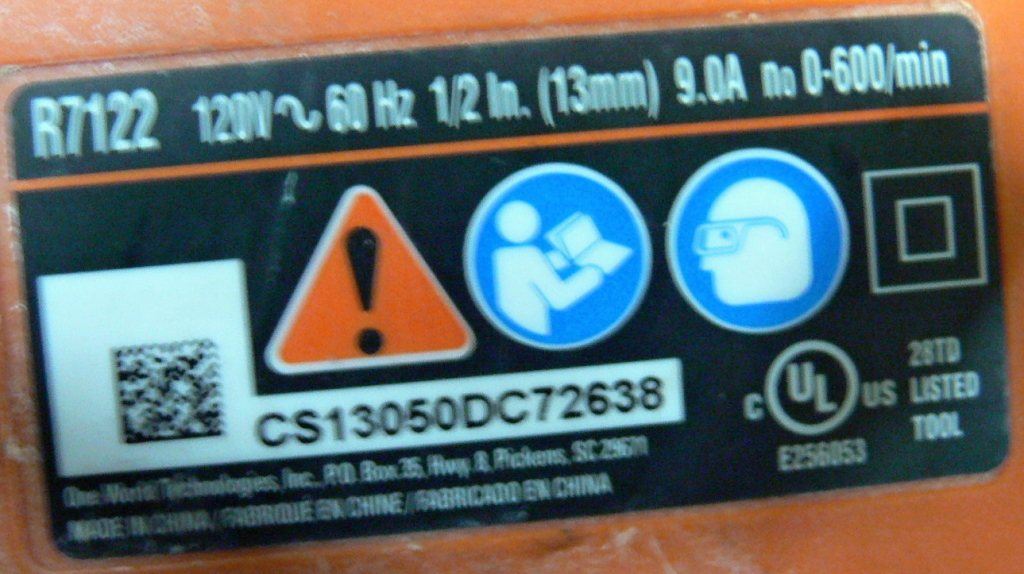 R7122 120V~60 Hz 1/2 In. (13mm) 9.0A no 0-600/min
CS13050DC72638
C UL US
E256053
28TD
LISTED
TOOL
One World Technologies, Inc., P.O. Box 35, Hwy. 8, Pickens, SC 29671
MADE IN CHINA / FABRIQUÉ EN CHINE / FABRICADO EN CHINA